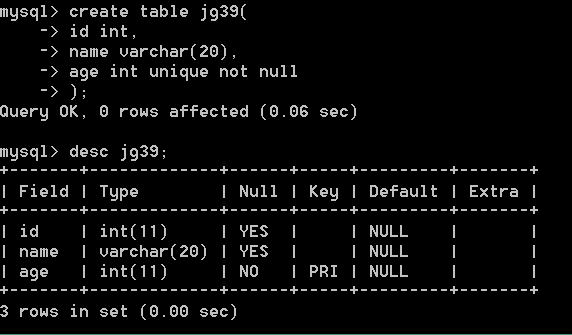 mysql> create table jg39(
    -> id int,
    -> name varchar(20),
    -> age int unique not null
    -> );
Query OK, 0 rows affected (0.06 sec)
mysql> desc jg39;
+-------+-------------+------+-----+---------+-------+
| Field | Type        | Null | Key | Default | Extra |
+-------+-------------+------+-----+---------+-------+
| id    | int(11)     | YES  |     | NULL    |       |
| name  | varchar(20) | YES  |     | NULL    |       |
| age   | int(11)     | NO   | PRI | NULL    |       |
+-------+-------------+------+-----+---------+-------+
3 rows in set (0.00 sec)